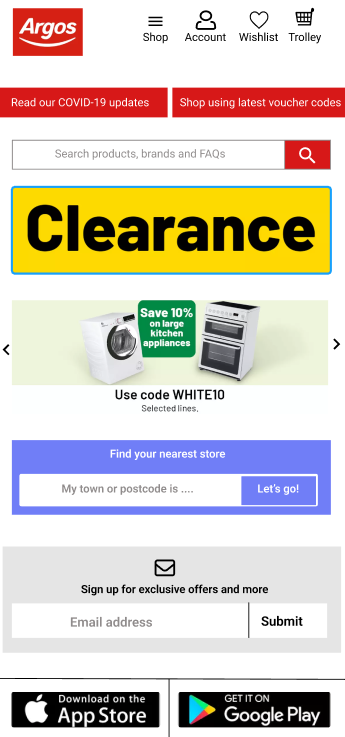 Argos
Shop
Account
Wishlist
Trolley
Read our COVID-19 updates
Shop using latest voucher codes
Search products, brands and FAQs
Clearance
Save 10%
on large
kitchen
appliances
Use code WHITE10
Selected lines.
Find your nearest store
My town or postcode is ....
Let's go!
Sign up for exclusive offers and more
Email address
Submit
Download on the
App Store
GET IT ON
Google Play